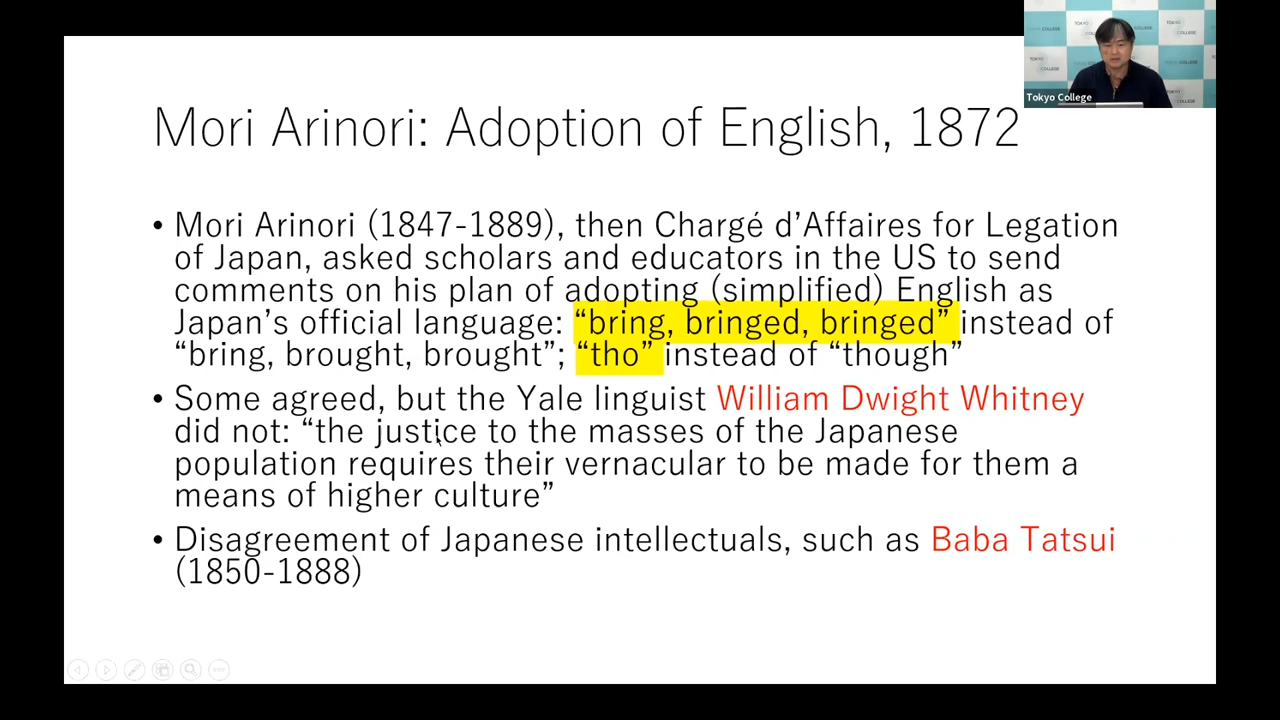 Mori Arinori: Adoption of English, 1872
• Mori Arinori (1847-1889), then Chargé d’Affaires for Legation
of Japan, asked scholars and educators in the US to send
comments on his plan of adopting (simplified) English as
Japan’s official language: “bring, bringed, bringed” instead of
“bring, brought, brought”; “tho” instead of “though”
• Some agreed, but the Yale linguist William Dwight Whitney
did not: “the justice to the masses of the Japanese
population requires their vernacular to be made for them a
means of higher culture”
• Disagreement of Japanese intellectuals, such as Baba Tatsui
(1850-1888)
Tokyo College